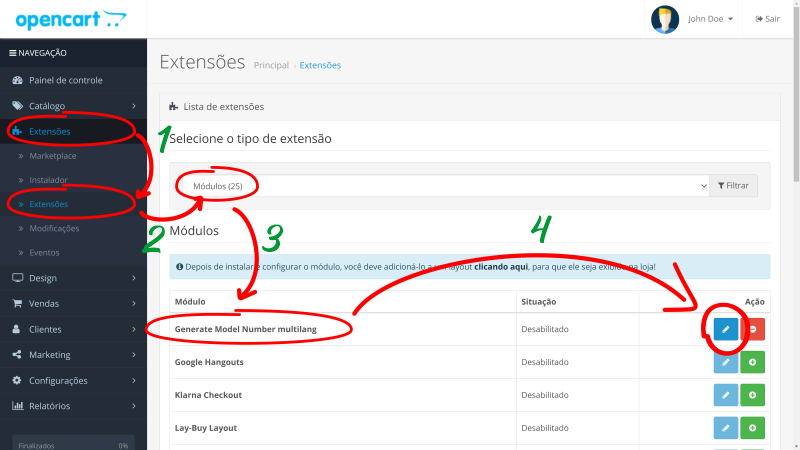 opencart
John Doe
Sair
NAVEGAÇÃO
Painel de controle
Catálogo
Extensões
Marketplace
Instalador
Extensões
Modificações
Eventos
Design
Vendas
Clientes
Marketing
Configurações
Relatórios
Finalizados 0%
Extensões Principal Extensões
Lista de extensões
Selecione o tipo de extensão
Módulos (25)
Filtrar
Módulos
Depois de instalar e configurar o módulo, você deve adicioná-lo a layout clicando aqui, para que ele seja exibido na loja!
Módulo Situação Ação
Generate Model Number multilang Desabilitado
Google Hangouts Desabilitado
Klarna Checkout Desabilitado
Lay-Buy Layout Desabilitado
1
2
3
4